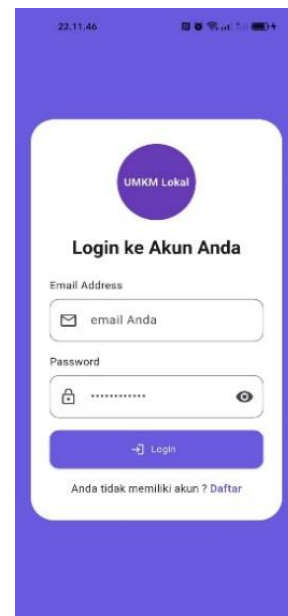 22.11.46
UMKM Lokal
Login ke Akun Anda
Email Address
email Anda
Password
············
Login
Anda tidak memiliki akun ? Daftar